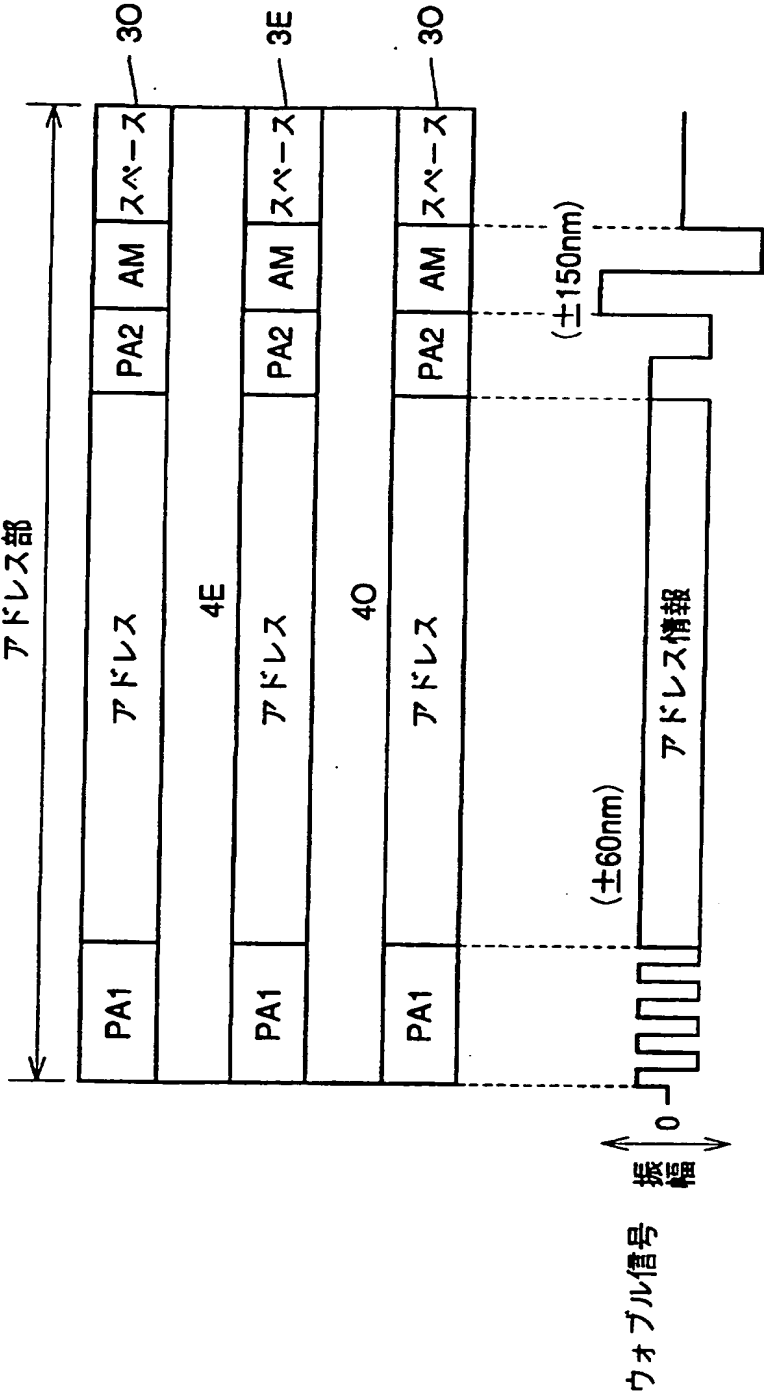 アドレス部
PA1 アドレス PA2 AM スペース 3O
4E
PA1 アドレス PA2 AM スペース 3E
4O
PA1 アドレス PA2 AM スペース 3O
(±60nm) (±150nm)
ウォブル信号 振幅 0 アドレス情報